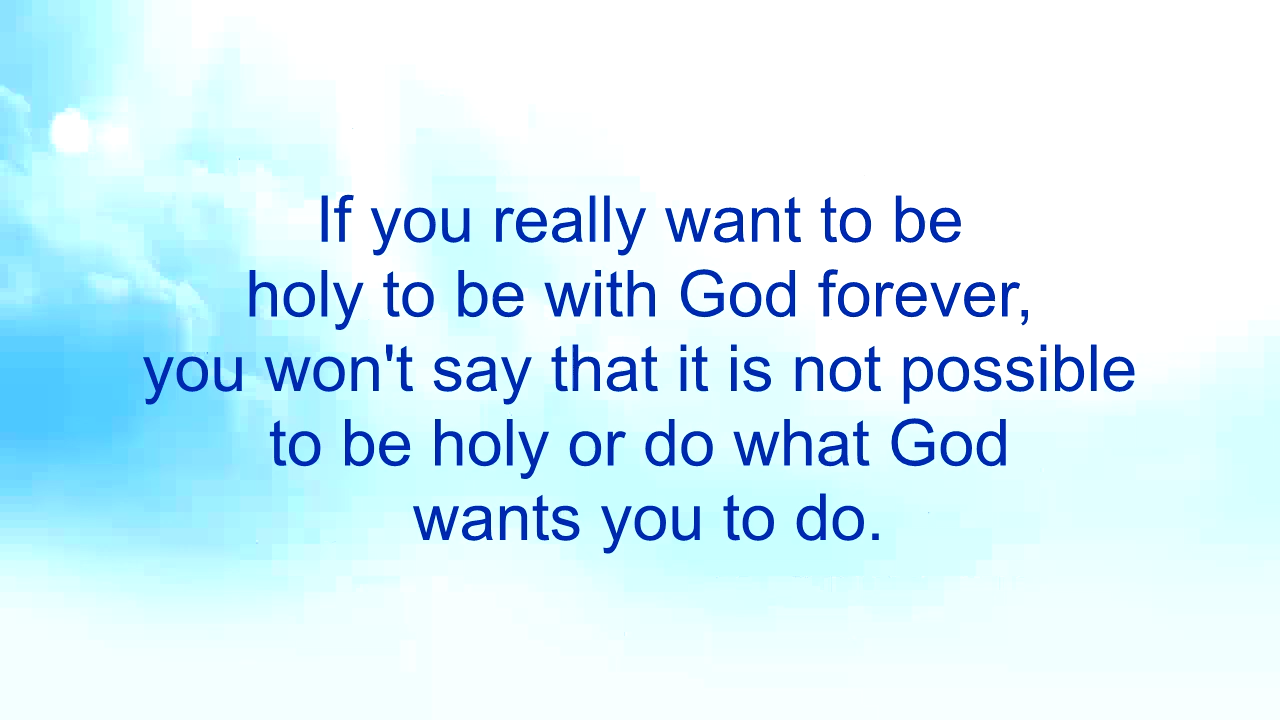 If you really want to be
holy to be with God forever,
you won't say that it is not possible
to be holy or do what God
wants you to do.